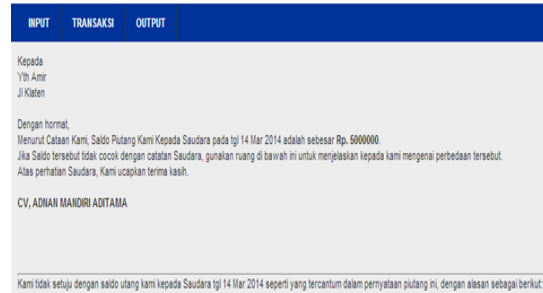 INPUT TRANSAKSI OUTPUT
Kepada
Yth Amir
Jl Klaten
Dengan hormat,
Menurut Cataan Kami, Saldo Piutang Kami Kepada Saudara pada tgl 14 Mar 2014 adalah sebesar Rp. 5000000.
Jika Saldo tersebut tidak cocok dengan catatan Saudara, gunakan ruang di bawah ini untuk menjelaskan kepada kami mengenai perbedaan tersebut.
Atas perhatian Saudara, Kami ucapkan terima kasih.
CV, ADNAN MANDIRI ADITAMA
Kami tidak setuju dengan saldo utang kami kepada Saudara tgl 14 Mar 2014 seperti yang tercantum dalam pernyataan piutang ini, dengan alasan sebagai berikut: